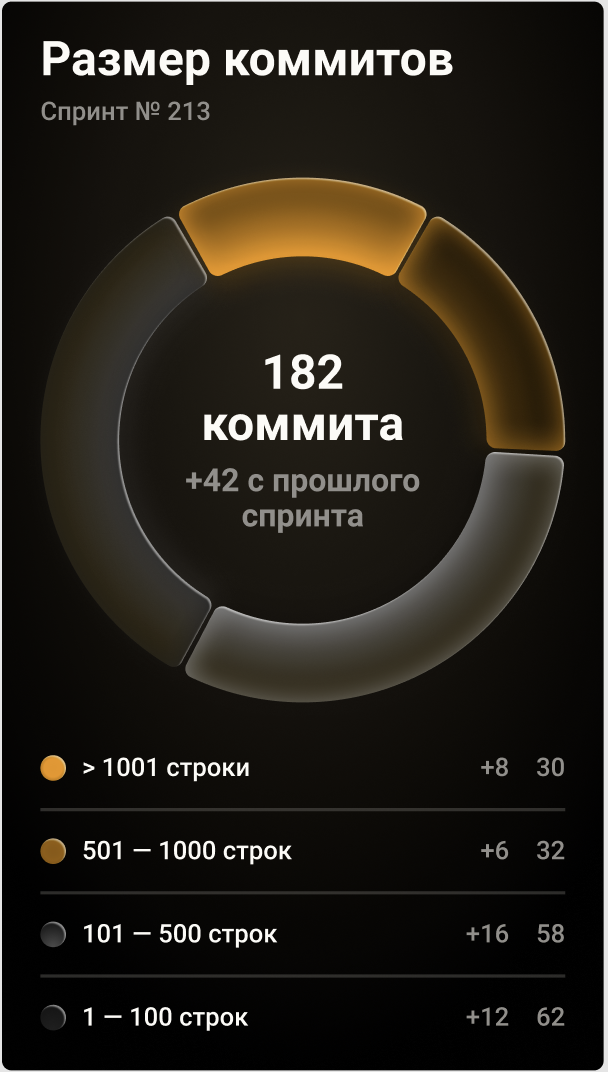 Размер коммитов
Спринт № 213
182
коммита
+42 с прошлого
спринта
> 1001 строки +8 30
501 — 1000 строк +6 32
101 — 500 строк +16 58
1 — 100 строк +12 62